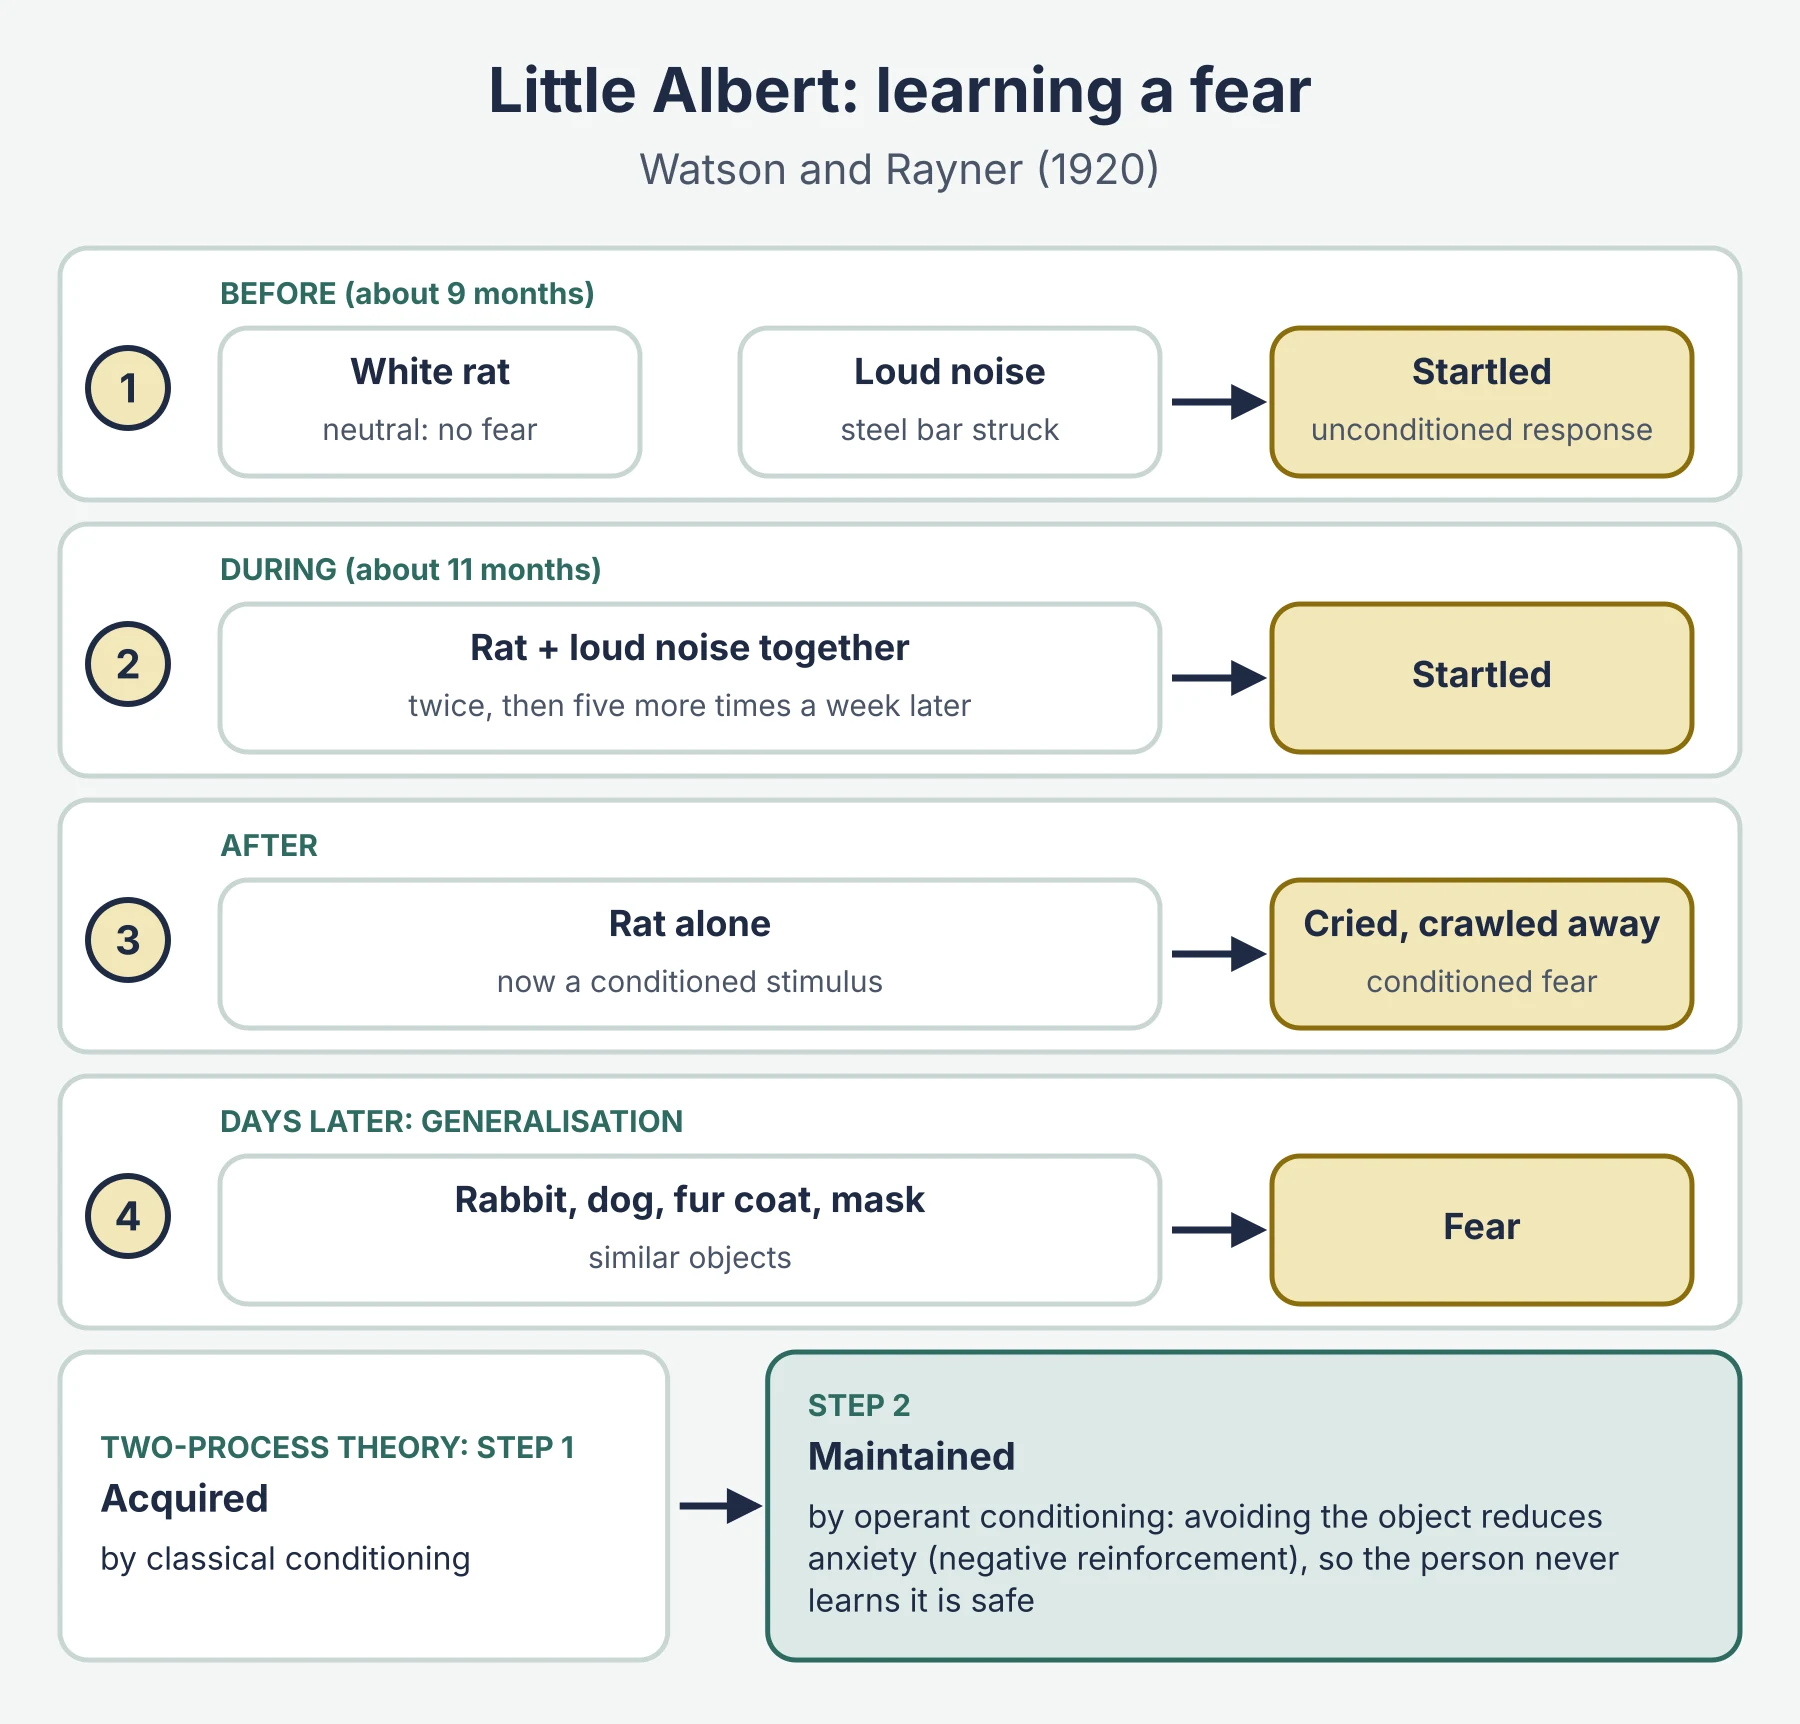 Little Albert: learning a fear
Watson and Rayner (1920)
BEFORE (about 9 months)
1
White rat
neutral: no fear
Loud noise
steel bar struck
Startled
unconditioned response
DURING (about 11 months)
2
Rat + loud noise together
twice, then five more times a week later
Startled
AFTER
3
Rat alone
now a conditioned stimulus
Cried, crawled away
conditioned fear
DAYS LATER: GENERALISATION
4
Rabbit, dog, fur coat, mask
similar objects
Fear
TWO-PROCESS THEORY: STEP 1
Acquired
by classical conditioning
STEP 2
Maintained
by operant conditioning: avoiding the object reduces
anxiety (negative reinforcement), so the person never
learns it is safe